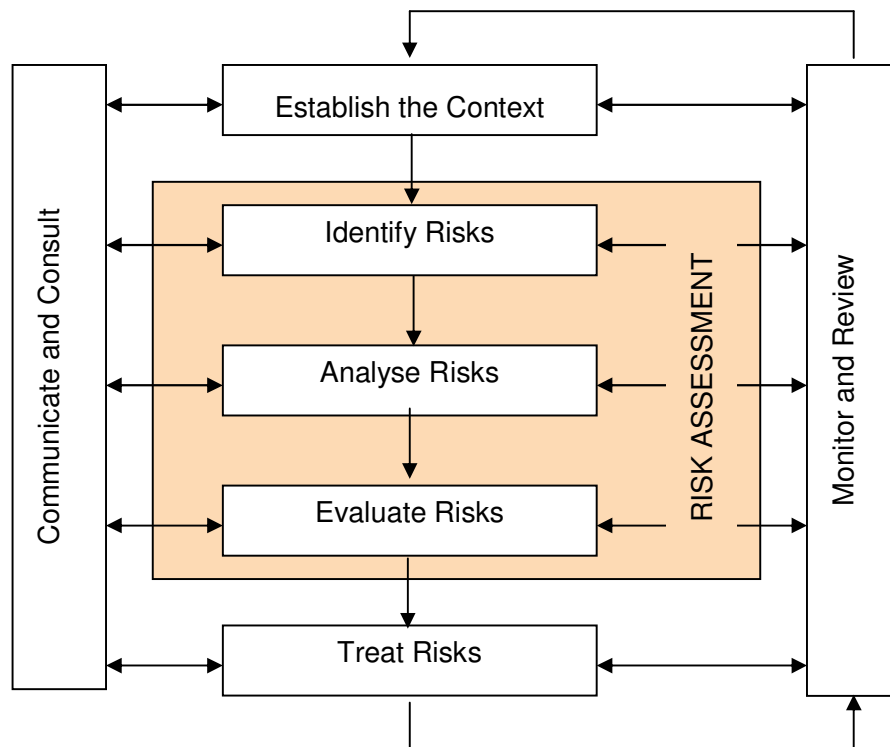 Establish the Context
Communicate and Consult
Identify Risks
Analyse Risks
Evaluate Risks
RISK ASSESSMENT
Monitor and Review
Treat Risks